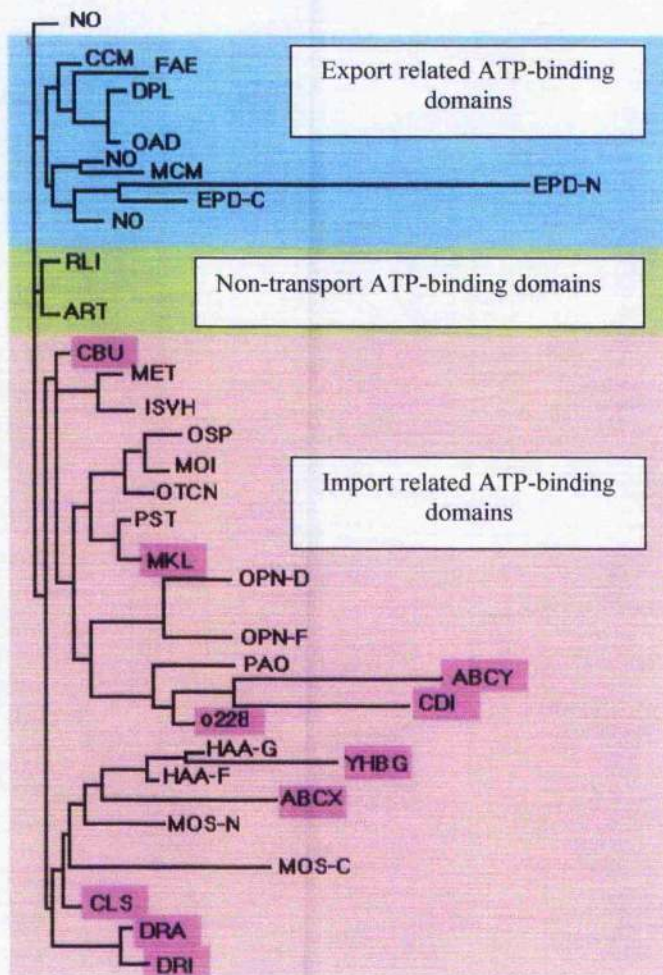 NO
CCM
FAE
Export related ATP-binding
domains
DPL
OAD
NO
MCM
EPD-N
EPD-C
NO
RLI
Non-transport ATP-binding domains
ART
CBU
MET
ISVH
OSP
MOI
Import related ATP-binding
domains
OTCN
PST
MKL
OPN-D
OPN-F
PAO
ABCY
CDI
o228
HAA-G
YHBG
HAA-F
ABCX
MOS-N
MOS-C
CLS
DRA
DRI